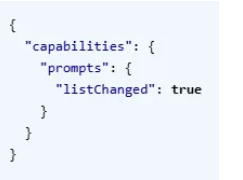 {
  "capabilities": {
    "prompts": {
      "listChanged": true
    }
  }
}